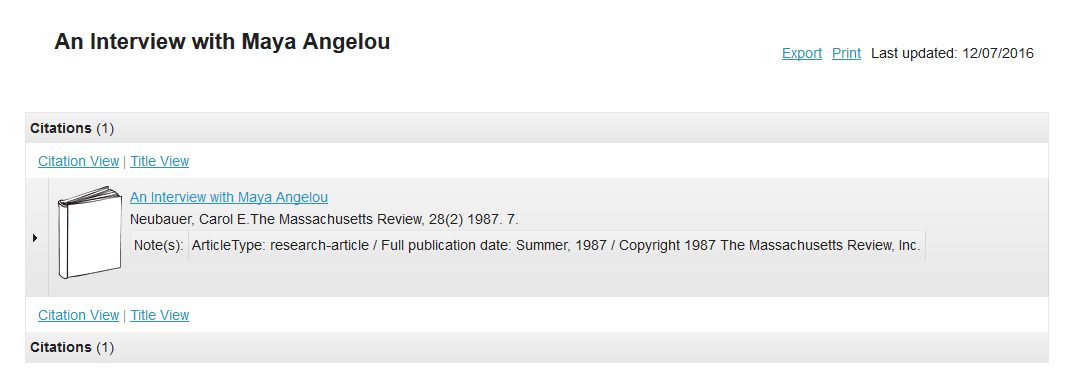 An Interview with Maya Angelou
Export Print Last updated: 12/07/2016
Citations (1)
Citation View | Title View
An Interview with Maya Angelou
Neubauer, Carol E.The Massachusetts Review, 28(2) 1987. 7.
Note(s): ArticleType: research-article / Full publication date: Summer, 1987 / Copyright 1987 The Massachusetts Review, Inc.
Citation View | Title View
Citations (1)